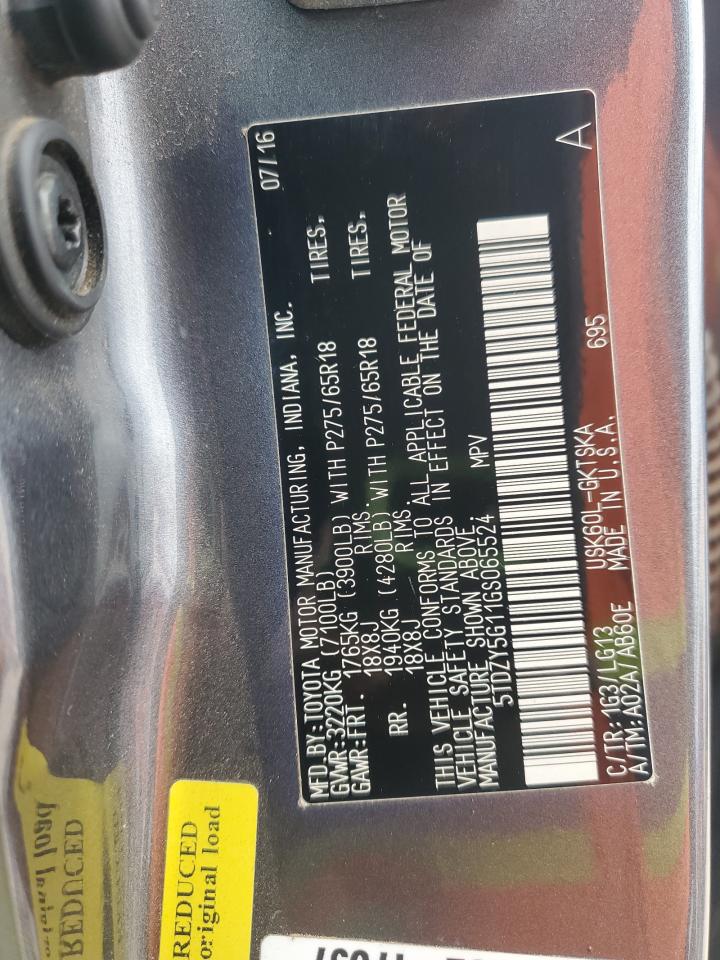 MFD.BY:TOYOTA MOTOR MANUFACTURING, INDIANA, INC. 07/16
GVWR:3220KG (7100LB)
GAWR:FRT. 1765KG (3900LB) WITH P275/65R18 TIRES,
18X8J RIMS.
RR. 1940KG (4280LB) WITH P275/65R18 TIRES,
18X8J RIMS.
THIS VEHICLE CONFORMS TO ALL APPLICABLE FEDERAL MOTOR
VEHICLE SAFETY STANDARDS IN EFFECT ON THE DATE OF
MANUFACTURE SHOWN ABOVE.
5TDZY5G11GS065524 MPV
C/TR:1G3/LG13 USK60L-GKTSKA 695 A
A/TM:A02A/AB60E MADE IN U.S.A.
REDUCED
original load